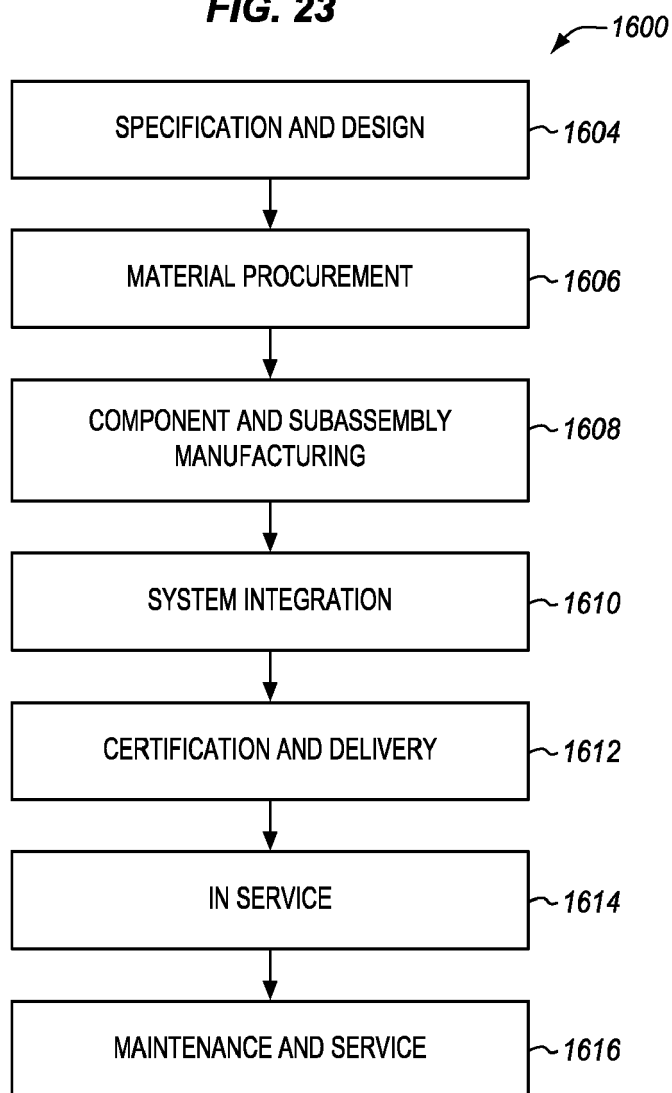 FIG. 23
1600
SPECIFICATION AND DESIGN
1604
MATERIAL PROCUREMENT
1606
COMPONENT AND SUBASSEMBLY
MANUFACTURING
1608
SYSTEM INTEGRATION
1610
CERTIFICATION AND DELIVERY
1612
IN SERVICE
1614
MAINTENANCE AND SERVICE
1616